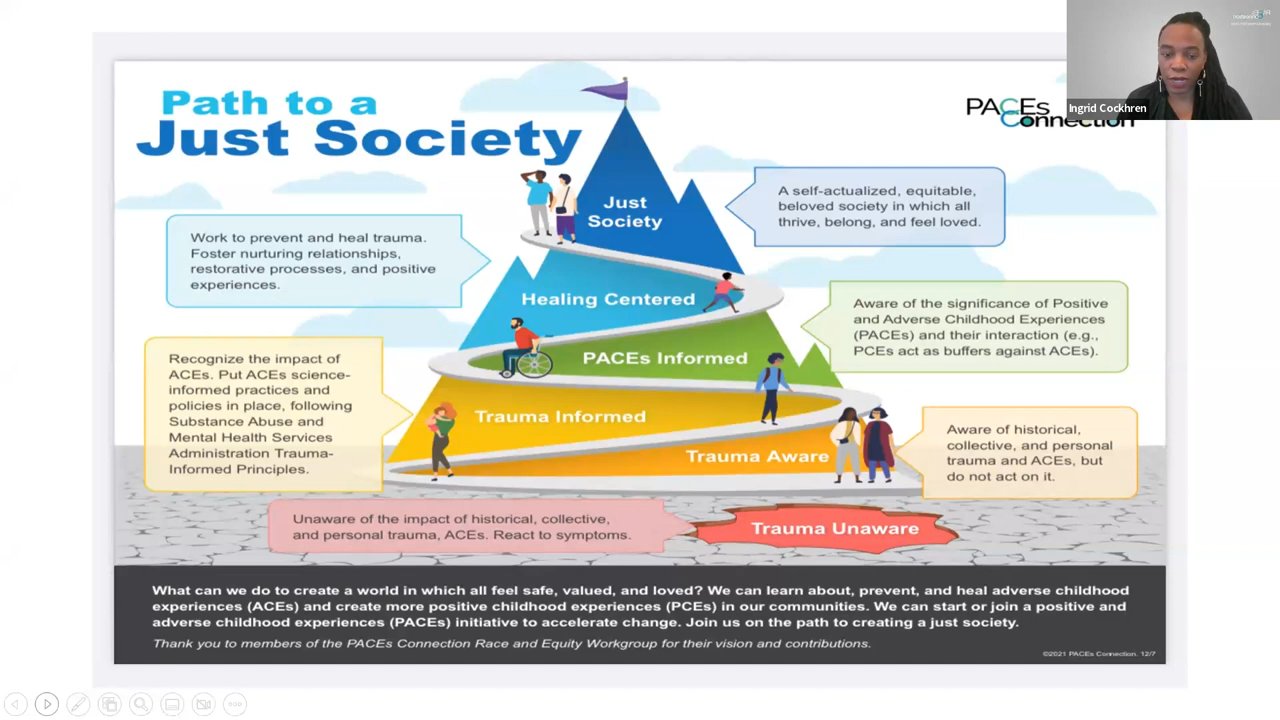 Path to a
Just Society
PACEs
Connection
Ingrid Cockhren
Just
Society
A self-actualized, equitable,
beloved society in which all
thrive, belong, and feel loved.
Work to prevent and heal trauma.
Foster nurturing relationships,
restorative processes, and positive
experiences.
Healing Centered
Aware of the significance of Positive
and Adverse Childhood Experiences
(PACEs) and their interaction (e.g.,
PCEs act as buffers against ACEs).
PACEs Informed
Recognize the impact of
ACEs. Put ACEs science-
informed practices and
policies in place, following
Substance Abuse and
Mental Health Services
Administration Trauma-
Informed Principles.
Trauma Informed
Trauma Aware
Aware of historical,
collective, and personal
trauma and ACEs, but
do not act on it.
Unaware of the impact of historical, collective,
and personal trauma, ACEs. React to symptoms.
Trauma Unaware
What can we do to create a world in which all feel safe, valued, and loved? We can learn about, prevent, and heal adverse childhood
experiences (ACEs) and create more positive childhood experiences (PCEs) in our communities. We can start or join a positive and
adverse childhood experiences (PACEs) initiative to accelerate change. Join us on the path to creating a just society.
Thank you to members of the PACEs Connection Race and Equity Workgroup for their vision and contributions.
©2021 PACEs Connection. 12/7